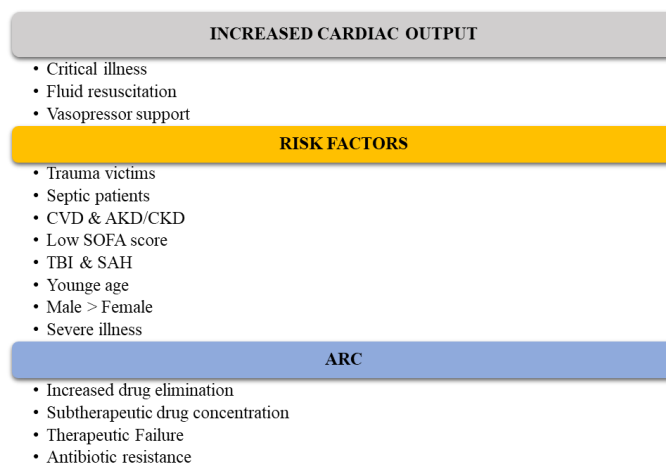 INCREASED CARDIAC OUTPUT
• Critical illness
• Fluid resuscitation
• Vasopressor support
RISK FACTORS
• Trauma victims
• Septic patients
• CVD & AKD/CKD
• Low SOFA score
• TBI & SAH
• Younge age
• Male > Female
• Severe illness
ARC
• Increased drug elimination
• Subtherapeutic drug concentration
• Therapeutic Failure
• Antibiotic resistance